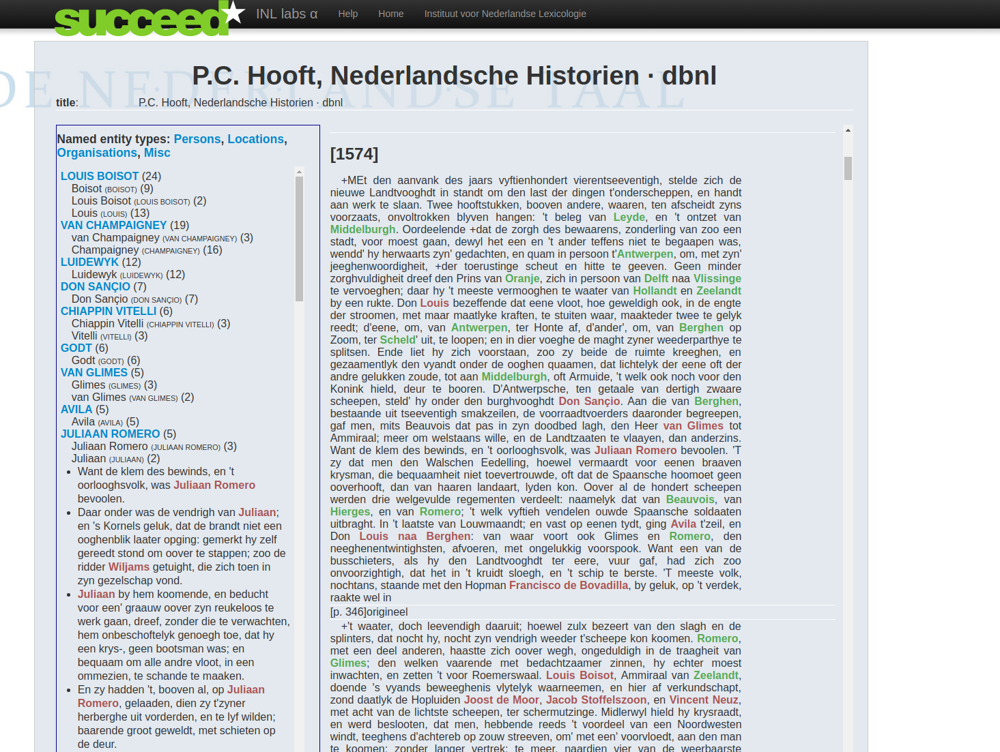 succeed INL labs α Help Home Instituut voor Nederlandse Lexicologie
DE NEDERLANDSE TAAL
P.C. Hooft, Nederlandsche Historien · dbnl
title: P.C. Hooft, Nederlandsche Historien · dbnl
Named entity types: Persons, Locations,
Organisations, Misc
LOUIS BOISOT (24)
Boisot (BOISOT) (9)
Louis Boisot (LOUIS BOISOT) (2)
Louis (LOUIS) (13)
VAN CHAMPAIGNEY (19)
van Champaigney (VAN CHAMPAIGNEY) (3)
Champaigney (CHAMPAIGNEY) (16)
LUIDEWYK (12)
Luidewyk (LUIDEWYK) (12)
DON SANÇIO (7)
Don Sançio (DON SANÇIO) (7)
CHIAPPIN VITELLI (6)
Chiappin Vitelli (CHIAPPIN VITELLI) (3)
Vitelli (VITELLI) (3)
GODT (6)
Godt (GODT) (6)
VAN GLIMES (5)
Glimes (GLIMES) (3)
van Glimes (VAN GLIMES) (2)
AVILA (5)
Avila (AVILA) (5)
JULIAAN ROMERO (5)
Juliaan Romero (JULIAAN ROMERO) (3)
Juliaan (JULIAAN) (2)
• Want de klem des bewinds, en 't
oorlooghsvolk, was Juliaan Romero
bevoolen.
• Daar onder was de vendrigh van Juliaan;
en 's Kornels geluk, dat de brandt niet een
ooghenblik laater opging: gemerkt hy zelf
gereedt stond om oover te stappen; zoo de
ridder Wiljams getuight, die zich toen in
zyn gezelschap vond.
• Juliaan by hem koomende, en beducht
voor een' graauw oover zyn reukeloos te
werk gaan, dreef, zonder die te verwachten,
hem onbeschoftelyk genoegh toe, dat hy
een krys-, geen bootsman was; en
bequaam om alle andre vloot, in een
ommezien, te schande te maaken.
• En zy hadden 't, booven al, op Juliaan
Romero, gelaaden, dien zy t'zyner
herberghe uit vorderden, en te lyf wilden;
baarende groot geweldt, met schieten op
de deur.
[1574]
+MEt den aanvank des jaars vyftienhondert vierentseeventigh, stelde zich de
nieuwe Landtvooghdt in standt om den last der dingen t'onderscheppen, en handt
aan werk te slaan. Twee hooftstukken, booven andere, waaren, ten afscheidt zyns
voorzaats, onvoltrokken blyven hangen: 't beleg van Leyde, en 't ontzet van
Middelburgh. Oordeelende +dat de zorgh des bewaarens, zonderling van zoo een
stadt, voor moest gaan, dewyl het een en 't ander teffens niet te begaapen was,
wendd' hy herwaarts zyn' gedachten, en quam in persoon t'Antwerpen, om, met zyn'
jeeghenwoordigheit, +der toerustinge scheut en hitte te geeven. Geen minder
zorghvuldigheit dreef den Prins van Oranje, zich in persoon van Delft naa Vlissinge
te vervoeghen; daar hy 't meeste vermooghen te waater van Hollandt en Zeelandt
by een rukte. Don Louis bezeffende dat eene vloot, hoe geweldigh ook, in de engte
der stroomen, met maar maatlyke kraften, te stuiten waar, maakteder twee te gelyk
reedt; d'eene, om, van Antwerpen, ter Honte af, d'ander', om, van Berghen op
Zoom, ter Scheld' uit, te loopen; en in dier voeghe de maght zyner weederparthye te
splitsen. Ende liet hy zich voorstaan, zoo zy beide de ruimte kreeghen, en
gezaamentlyk den vyandt onder de ooghen quaamen, dat lichtelyk der eene oft der
andre gelukken zoude, tot aan Middelburgh, oft Armuide, 't welk ook noch voor den
Konink hield, deur te booren. D'Antwerpsche, ten getaale van dertigh zwaare
scheepen, steld' hy onder den burghvooghdt Don Sançio. Aan die van Berghen,
bestaande uit tseeventigh smakzeilen, de voorraadtvoerders daaronder begreepen,
gaf men, mits Beauvois dat pas in zyn doodbed lagh, den Heer van Glimes tot
Ammiraal; meer om welstaans wille, en de Landtzaaten te vlaayen, dan anderzins.
Want de klem des bewinds, en 't oorlooghsvolk, was Juliaan Romero bevoolen. 'T
zy dat men den Walschen Eedelling, hoewel vermaardt voor eenen braaven
krysman, die bequaamheit niet toevertrouwde, oft dat de Spaansche hoomoet geen
ooverhooft, dan van haaren landaart, lyden kon. Oover al de hondert scheepen
werden drie welgevulde regementen verdeelt: naamelyk dat van Beauvois, van
Hierges, en van Romero; 't welk vyftieh vendelen ouwde Spaansche soldaaten
uitbraght. In 't laatste van Louwmaandt; en vast op eenen tydt, ging Avila t'zeil, en
Don Louis naa Berghen: van waar voort ook Glimes en Romero, den
neeghenentwintighsten, afvoeren, met ongelukkig voorspook. Want een van de
busschieters, als hy den Landtvooghdt ter eere, vuur gaf, had zich zoo
onvoorzightigh, dat het in 't kruidt sloegh, en 't schip te berste. 'T meeste volk,
nochtans, staande met den Hopman Francisco de Bovadilla, by geluk, op 't verdek,
raakte wel in
[p. 346]origineel
+'t waater, doch leevendigh daaruit; hoewel zulx bezeert van den slagh en de
splinters, dat nocht hy, nocht zyn vendrigh weeder t'scheepe kon koomen. Romero,
met een deel anderen, haastte zich oover wegh, ongeduldigh in de traagheit van
Glimes; den welken vaarende met bedachtzaamer zinnen, hy echter moest
inwachten, en zetten 't voor Roemerswaal. Louis Boisot, Ammiraal van Zeelandt,
doende 's vyands beweeghenis vlytelyk waarneemen, en hier af verkundschapt,
zond daatlyk de Hopluiden Joost de Moor, Jacob Stoffelszoon, en Vincent Neuz,
met acht van de lichtste scheepen, ter schermutzinge. Midlerwyl hield hy krysraadt,
en werd beslooten, dat men, hebbende reeds 't voordeel van een Noordwesten
windt, teeghens d'achtereb op zouw streeven, om' met een' voorvloedt, aan den man
te koomen: zonder langer vertrek: te meer, naardien vier van de weerbaarste